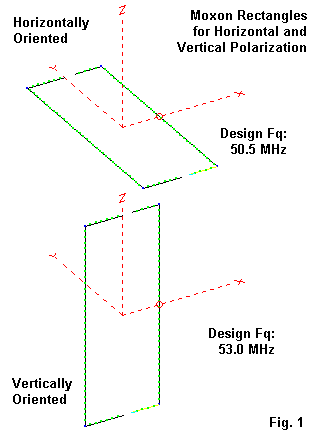 Horizontally
Oriented
Moxon Rectangles
for Horizontal and
Vertical Polarization
Z
Y
X
Design Fq:
50.5 MHz
Z
Y
X
Design Fq:
53.0 MHz
Vertically
Oriented
Fig. 1